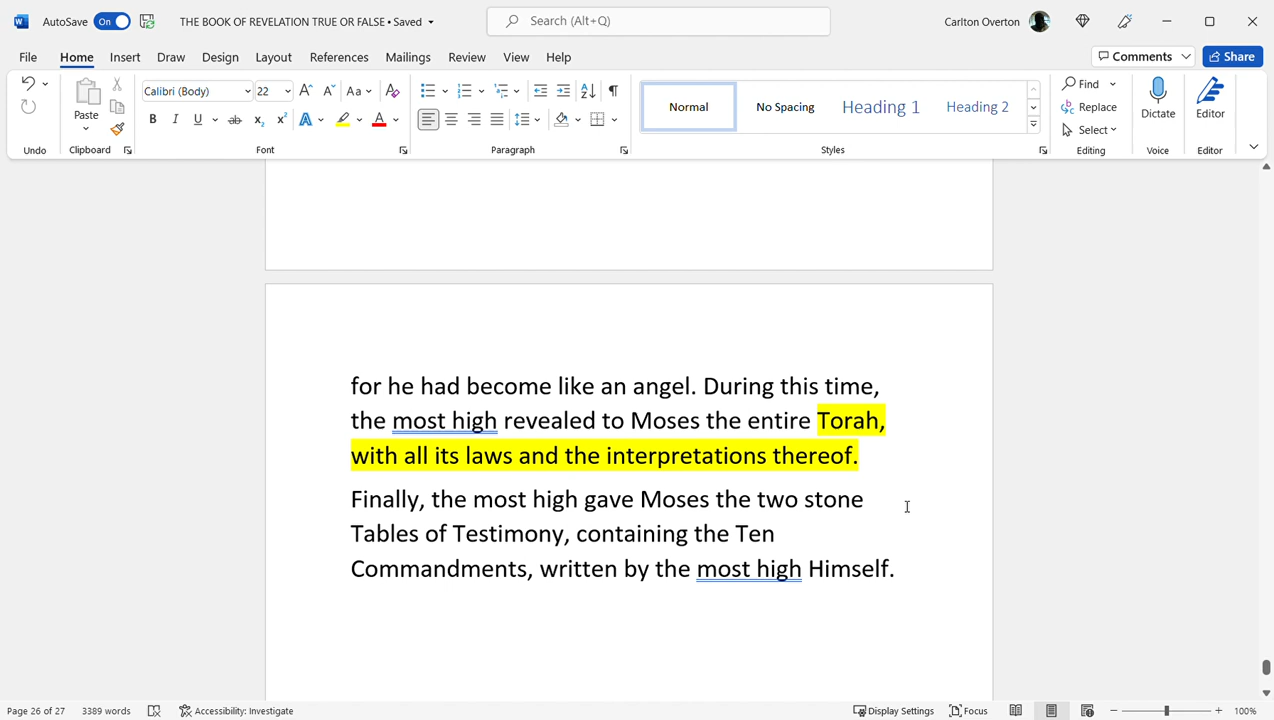 AutoSave On THE BOOK OF REVELATION TRUE OR FALSE • Saved Search (Alt+Q) Carlton Overton
File Home Insert Draw Design Layout References Mailings Review View Help Comments Share
Calibri (Body) 22 Aa Normal No Spacing Heading 1 Heading 2 Find
Paste Replace Dictate Editor
B I U ab x2 x2 A A Select
Undo Clipboard Font Paragraph Styles Editing Voice Editor
for he had become like an angel. During this time,
the most high revealed to Moses the entire Torah,
with all its laws and the interpretations thereof.
Finally, the most high gave Moses the two stone
Tables of Testimony, containing the Ten
Commandments, written by the most high Himself.
Page 26 of 27 3389 words Accessibility: Investigate Display Settings Focus 100%